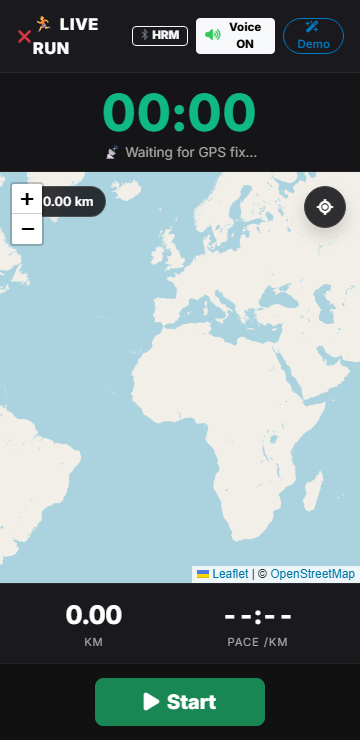 LIVE
RUN
HRM
Voice
ON
Demo
00:00
Waiting for GPS fix...
+
0.00 km
−
Leaflet | © OpenStreetMap
0.00
--:--
KM
PACE /KM
Start